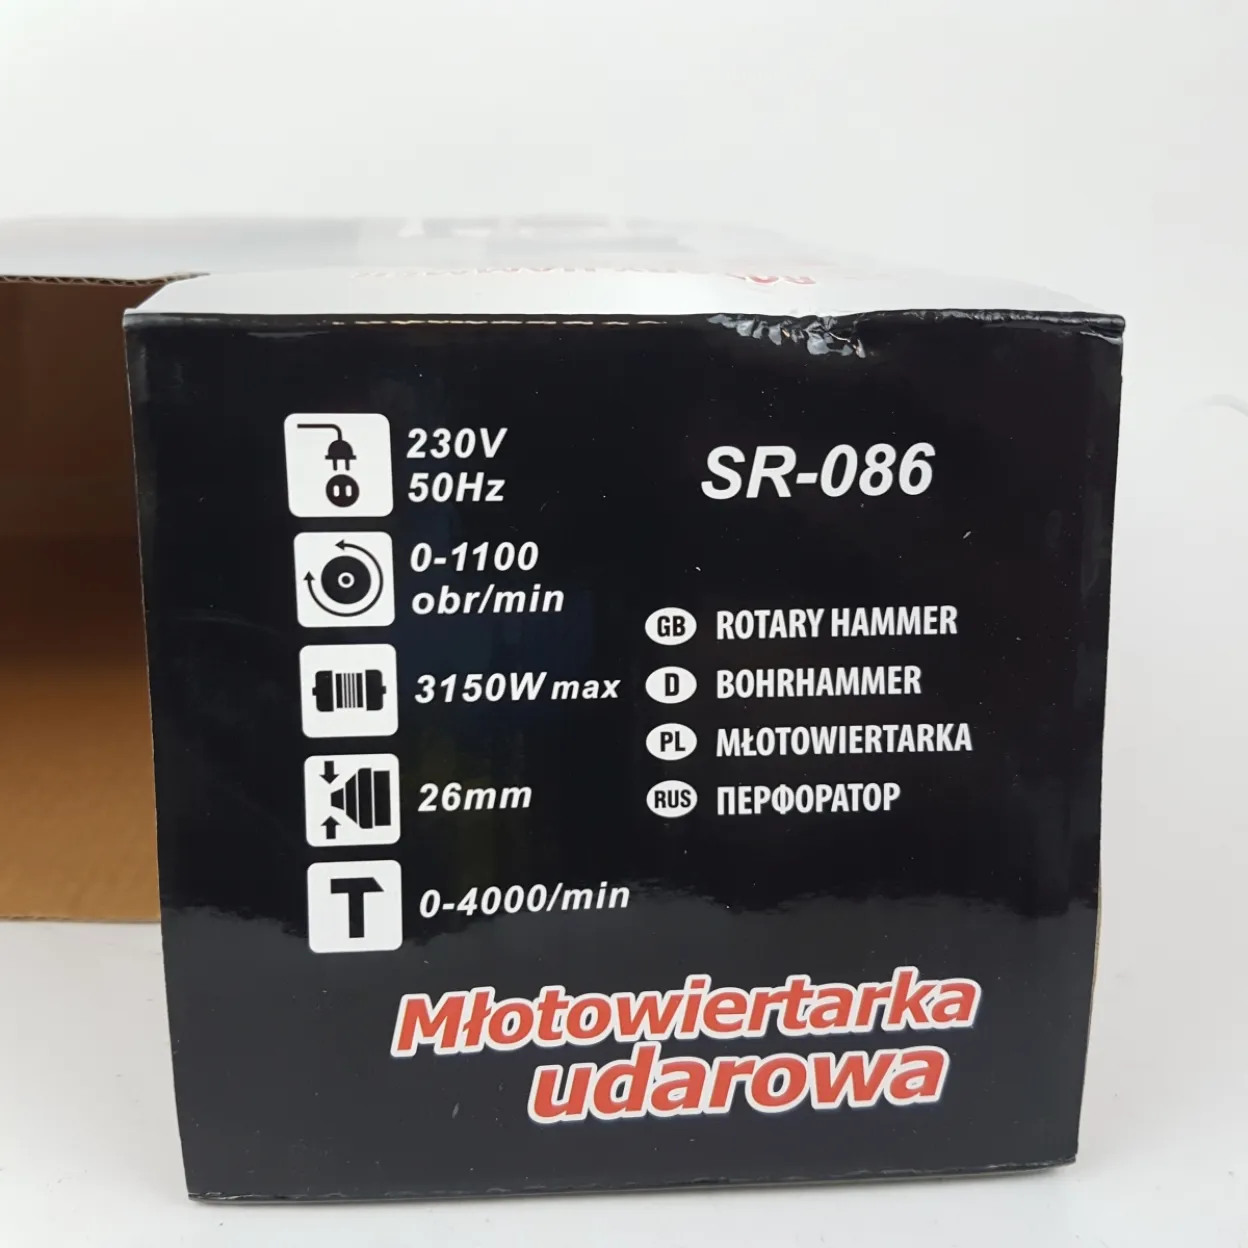 230V
50Hz
SR-086
0-1100
obr/min
3150W max
26mm
0-4000/min
GB ROTARY HAMMER
D BOHRHAMMER
PL MŁOTOWIERTARKA
RUS ПЕРФОРАТОР
Młotowiertarka
udarowa